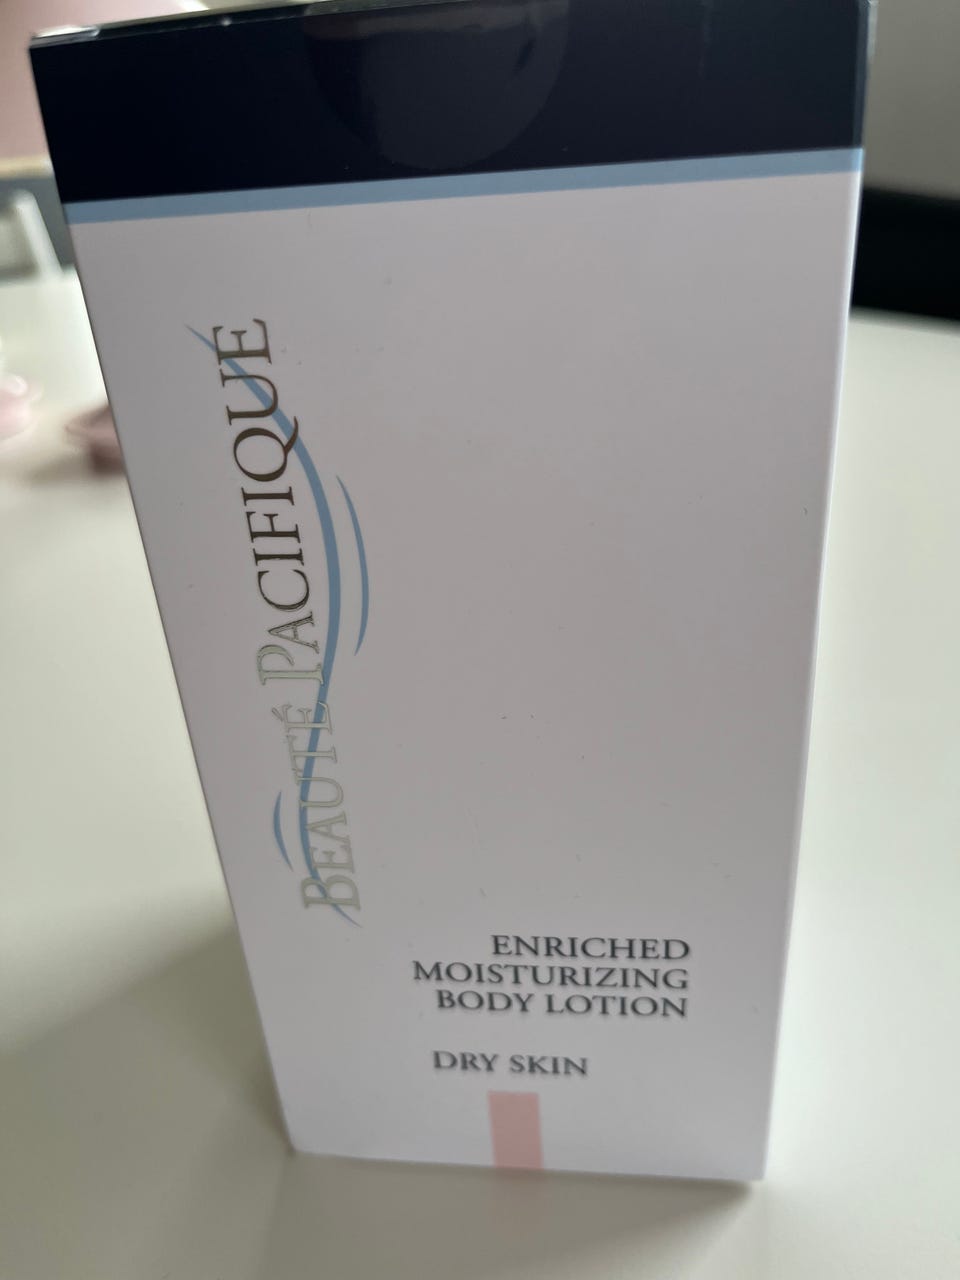 BEAUTÉ PACIFIQUE
ENRICHED
MOISTURIZING
BODY LOTION
DRY SKIN